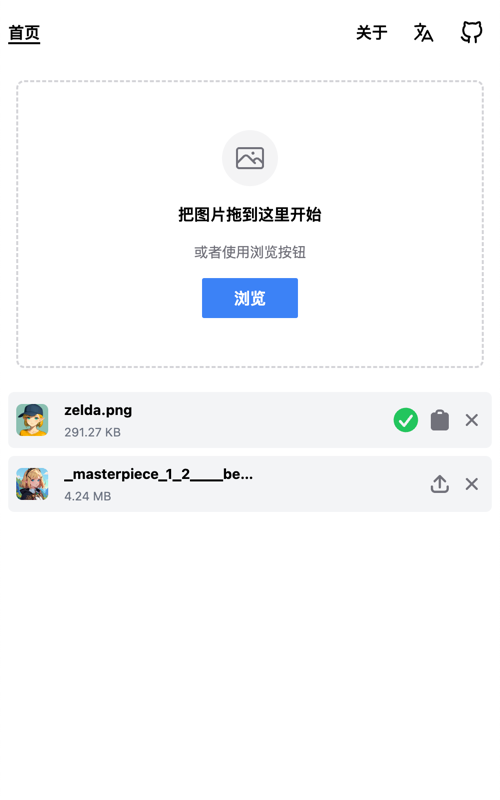 首页
关于
把图片拖到这里开始
或者使用浏览按钮
浏览
zelda.png
291.27 KB
_masterpiece_1_2____be...
4.24 MB